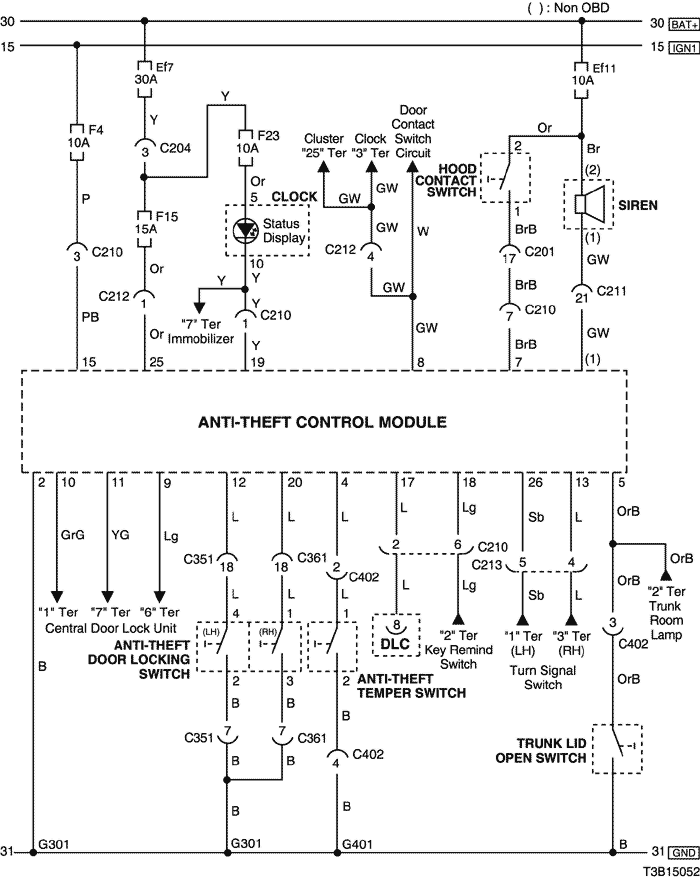 ( ) : Non OBD
30
30 BAT+
15
15 IGN1
Ef7
30A
Ef11
10A
F4
10A
Y
Y
F23
10A
Door
Contact
Switch
Circuit
Cluster
"25" Ter
Clock
"3" Ter
Or
Br
3
C204
2
HOOD
CONTACT
SWITCH
(2)
P
Or
5
CLOCK
GW
GW
1
SIREN
F15
15A
Status
Display
GW
W
BrB
(1)
3
C210
C212
4
17
C201
GW
Or
10
Y
Y
GW
BrB
C212
1
21
C211
PB
"7" Ter
Immobilizer
Y
1
C210
7
C210
Or
Y
GW
BrB
GW
15
25
19
8
7
(1)
ANTI-THEFT CONTROL MODULE
2
10
11
9
12
20
4
17
18
26
13
5
GrG
YG
Lg
L
L
L
L
Lg
Sb
L
OrB
C351
18
18
C361
2
C402
2
6
C210
C213
5
4
OrB
OrB
L
L
L
L
Lg
Sb
L
"1" Ter
"7" Ter
"6" Ter
Central Door Lock Unit
4
1
1
8
DLC
"2" Ter
Key Remind
Switch
"1" Ter
(LH)
"3" Ter
(RH)
Turn Signal
Switch
"2" Ter
Trunk
Room
Lamp
3
C402
(LH)
(RH)
ANTI-THEFT
DOOR LOCKING
SWITCH
B
2
3
2
ANTI-THEFT
TEMPER SWITCH
OrB
B
B
B
C351
7
7
C361
TRUNK LID
OPEN SWITCH
B
B
4
C402
B
B
31
G301
G301
G401
B
31 GND
T3B15052